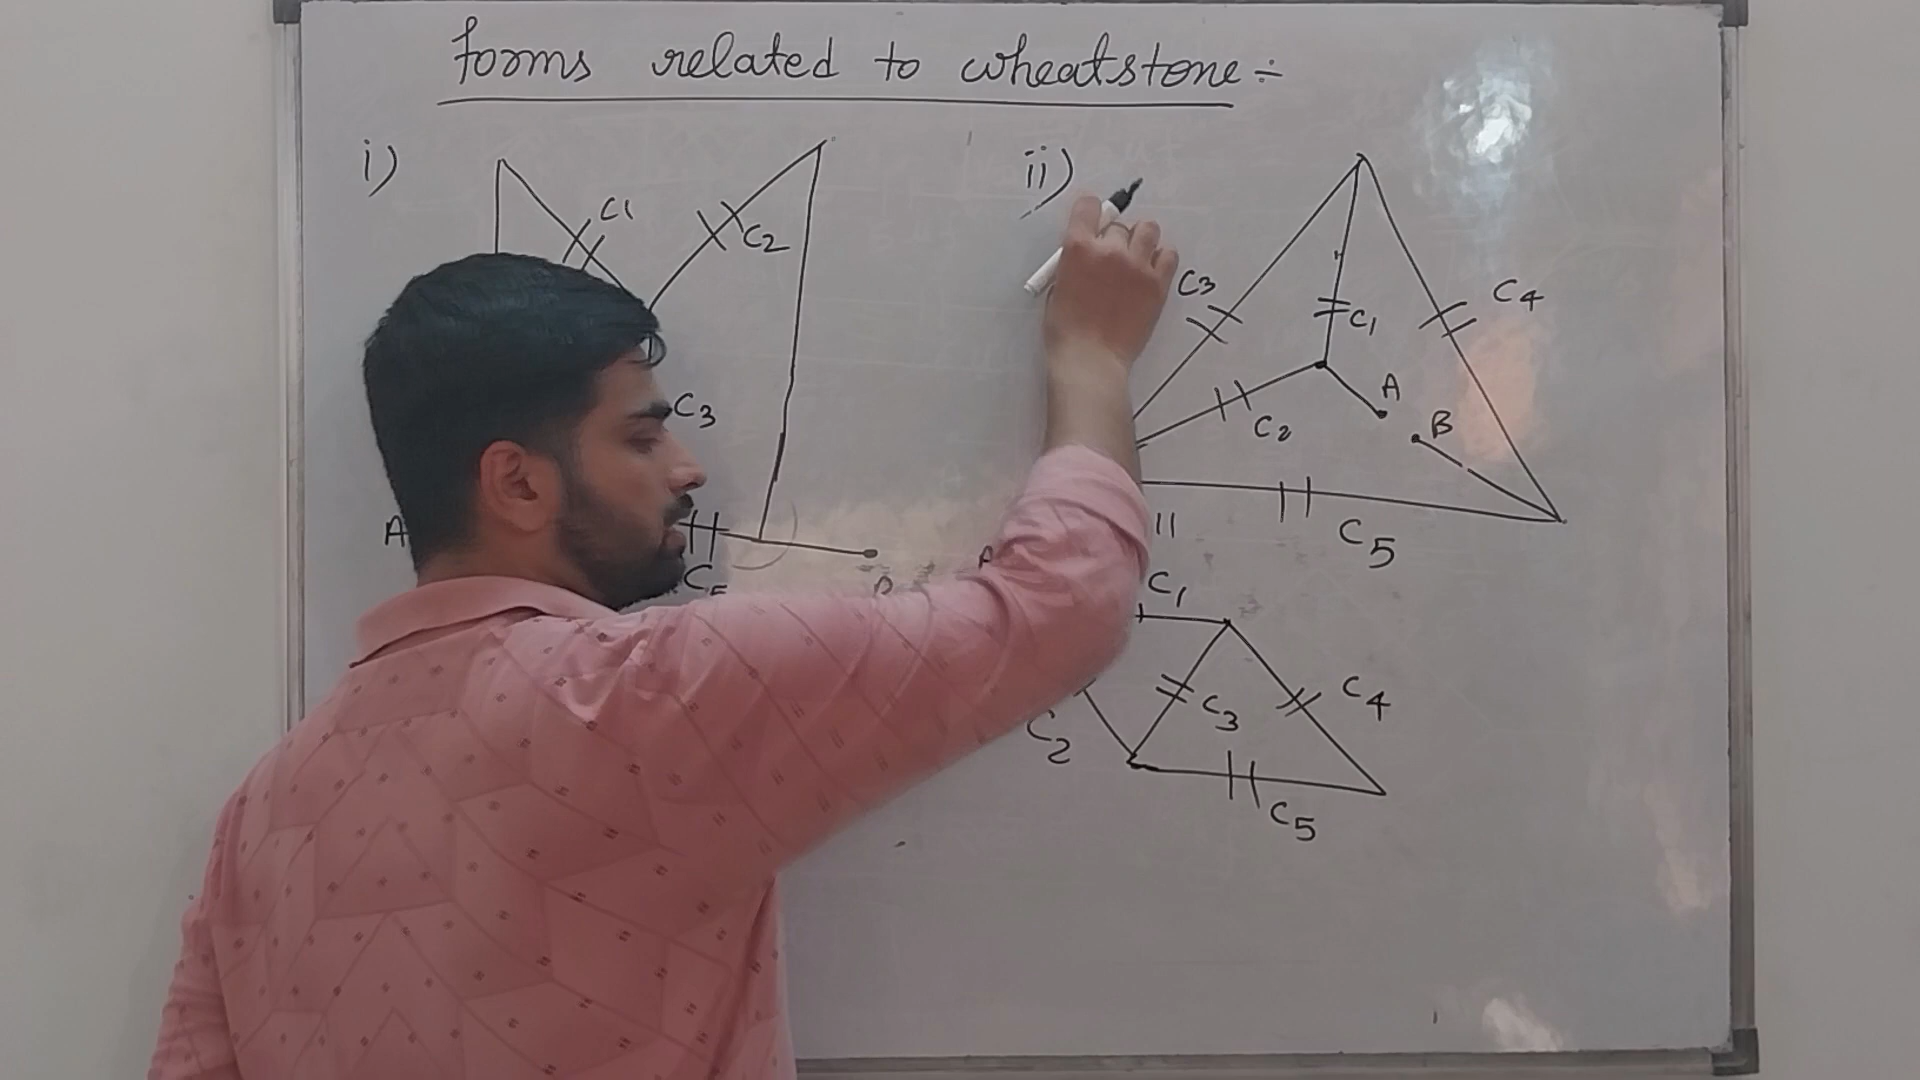 forms related to wheatstone÷
i)
C1
C2
C3
A
C5
ii)
C3
C4
C1
A
B
C2
C5
A
C1
C4
C3
C2
C5